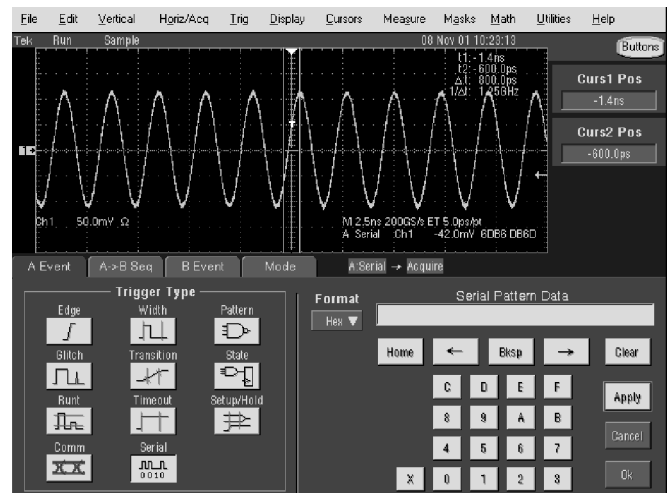 File Edit Vertical Horiz/Acq Trig Display Cursors Measure Masks Math Utilities Help
Tek Run Sample 08 Nov 01 10:23:13
Buttons
t1: -1.4ns
t2: -600.0ps
Δt: 800.0ps
1/Δt: 1.25GHz
Curs1 Pos
-1.4ns
Curs2 Pos
-600.0ps
1
Ch1 50.0mV Ω M 2.5ns 200GS/s ET 5.0ps/pt
A Serial Ch1 -42.0mV 6DB6 DB6D
A Event A->B Seq B Event Mode A Serial → Acquire
Trigger Type
Edge Width Pattern
Glitch Transition State
Runt Timeout Setup/Hold
Comm Serial
0010
Format
Hex
Serial Pattern Data
Home ← Bksp → Clear
C D E F
Apply
8 9 A B
Cancel
4 5 6 7
X 0 1 2 3
Ok